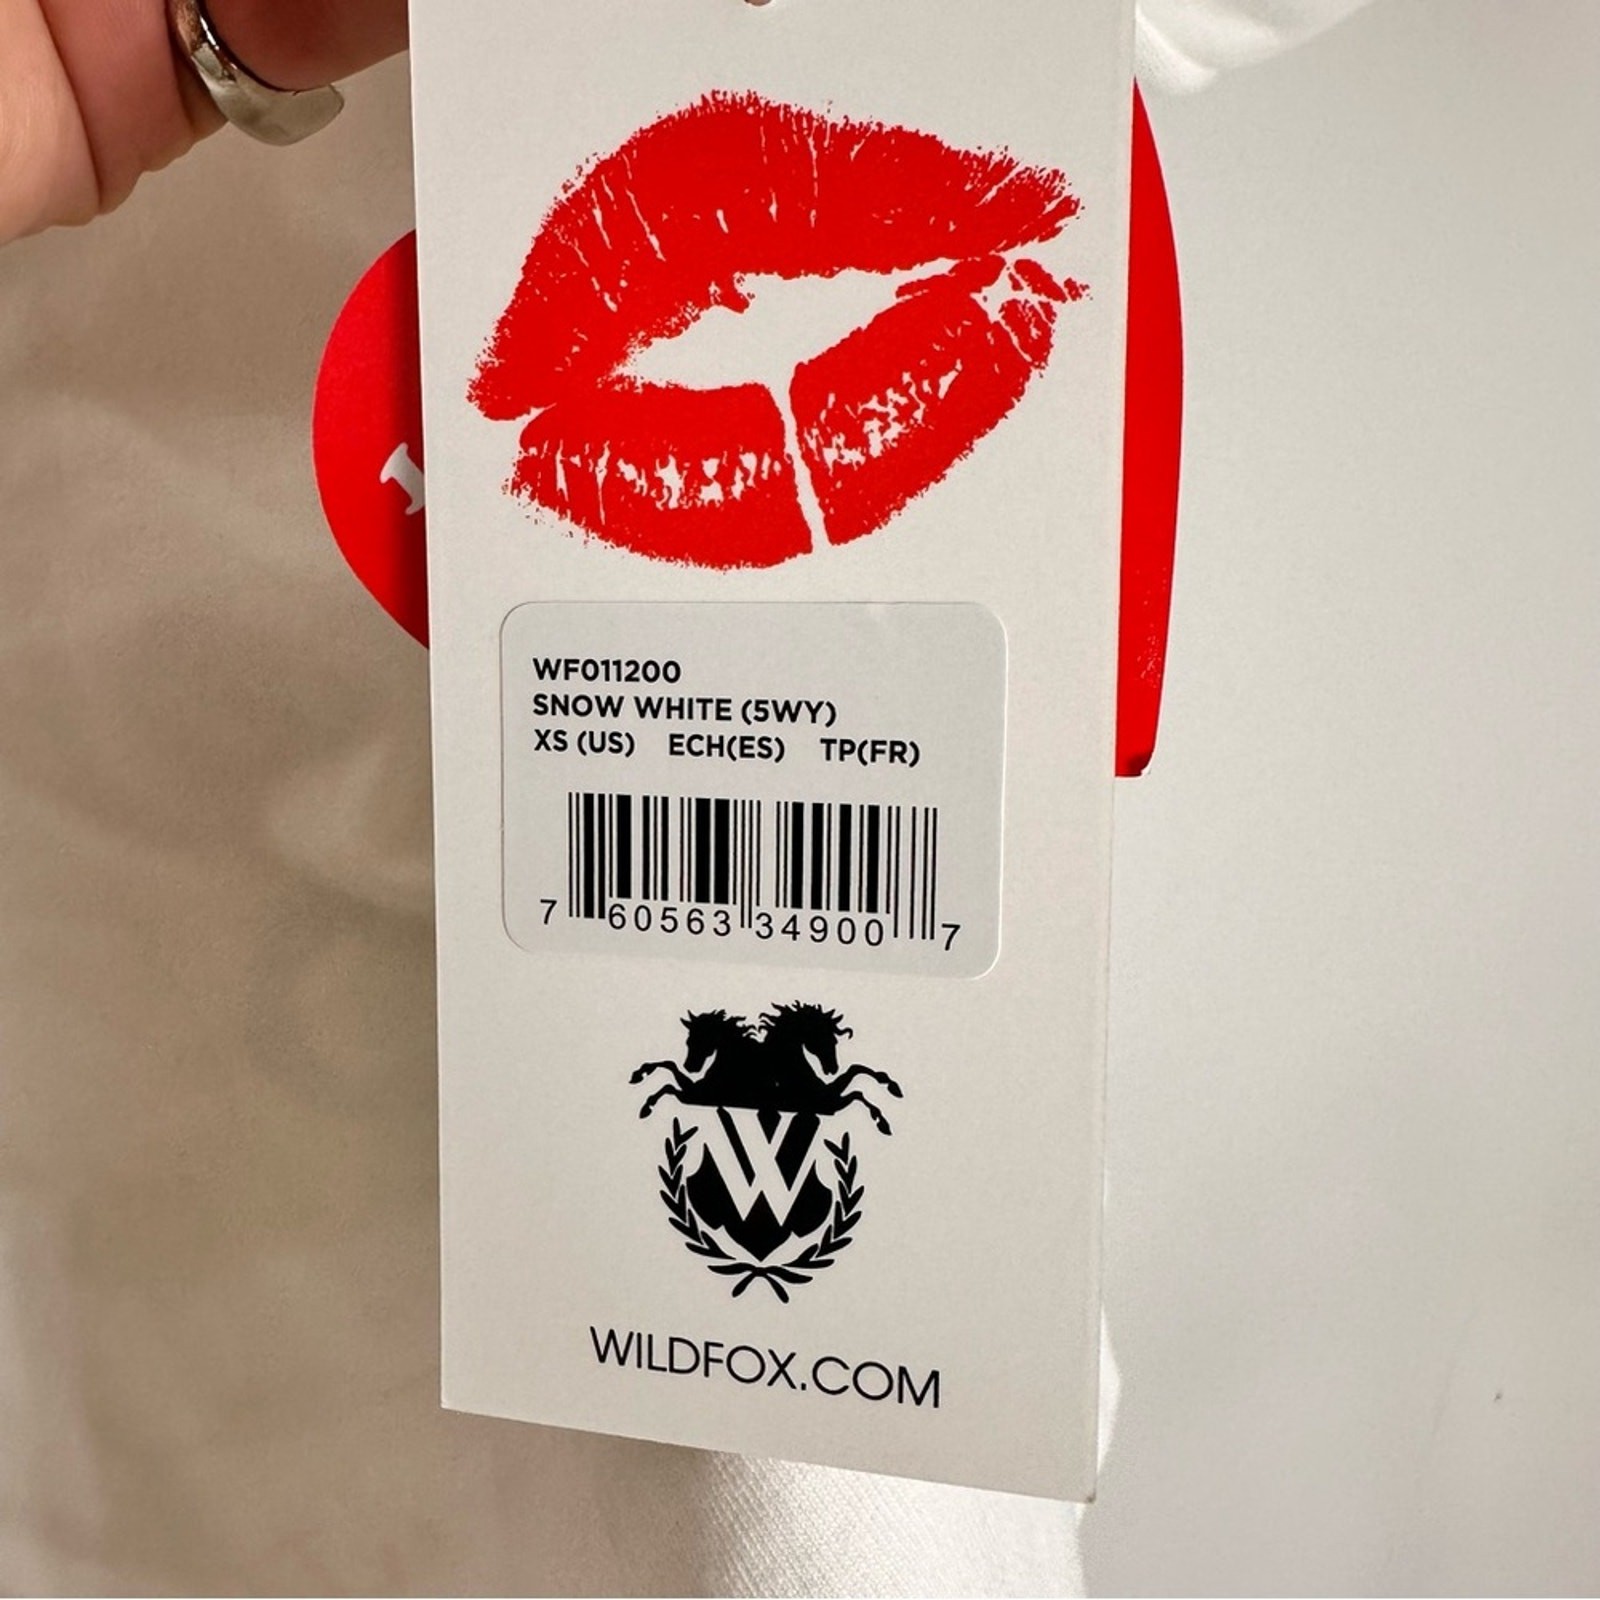 WF011200
SNOW WHITE (5WY)
XS (US) ECH(ES) TP(FR)
7 60563 34900 7
W
WILDFOX.COM